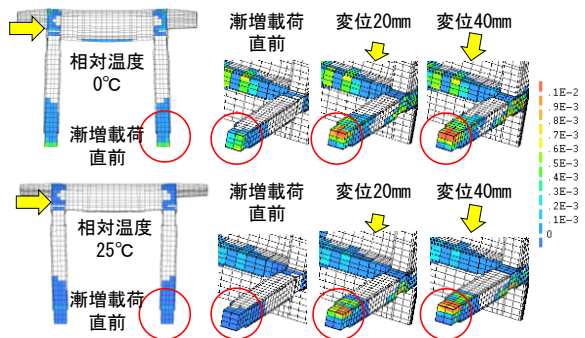 漸増載荷
直前
変位20mm
変位40mm
相対温度
0℃
漸増載荷
直前
.1E-2
.9E-3
.8E-3
.7E-3
.6E-3
.5E-3
.4E-3
.3E-3
.2E-3
.1E-3
0
漸増載荷
直前
変位20mm
変位40mm
相対温度
25℃
漸増載荷
直前